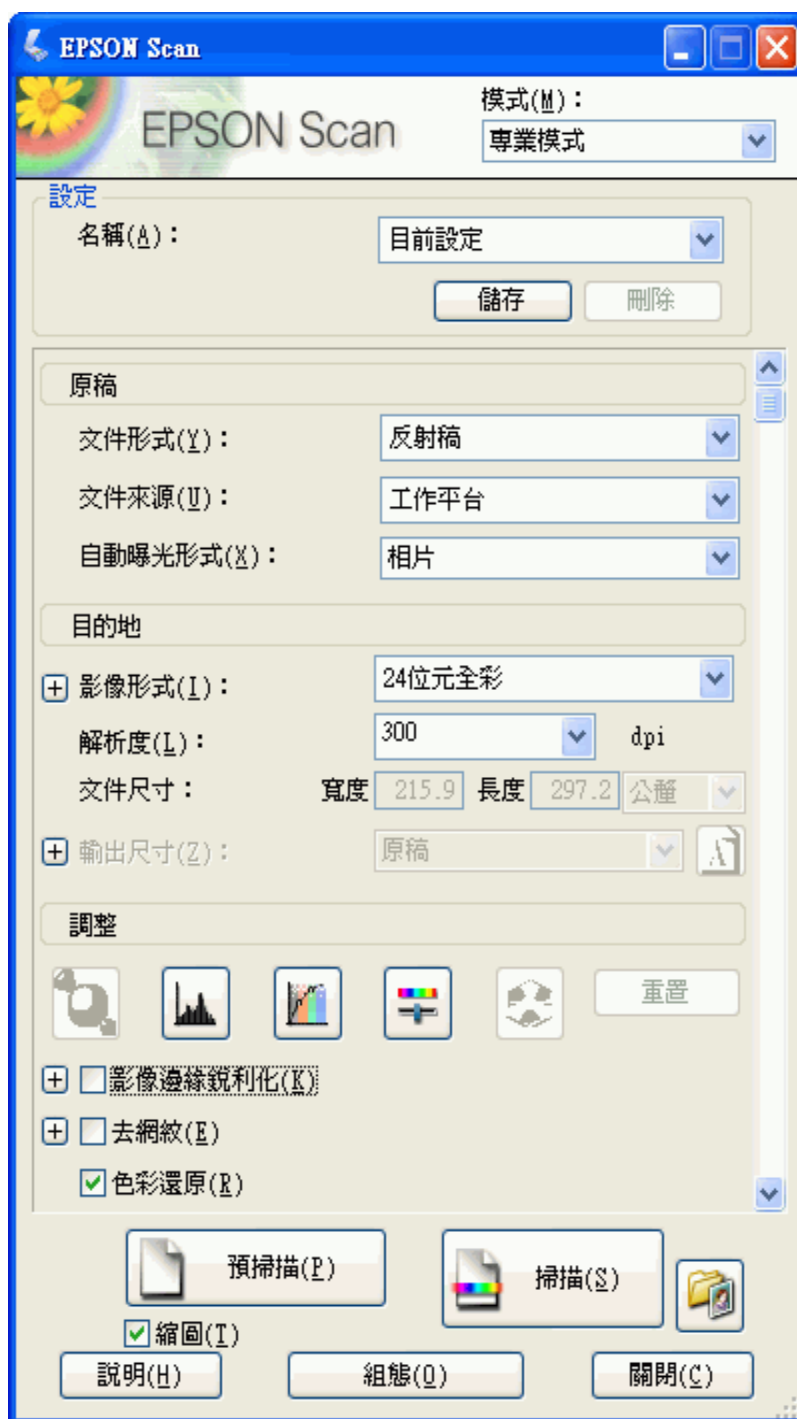 EPSON Scan
EPSON Scan
模式(M)：
專業模式
設定
名稱(A)：
目前設定
儲存
刪除
原稿
文件形式(Y)：
反射稿
文件來源(U)：
工作平台
自動曝光形式(X)：
相片
目的地
影像形式(I)：
24位元全彩
解析度(L)：
300
dpi
文件尺寸：
寬度 215.9 長度 297.2 公釐
輸出尺寸(Z)：
原稿
A
調整
重置
影像邊緣銳利化(K)
去網紋(E)
色彩還原(R)
預掃描(P)
掃描(S)
縮圖(T)
說明(H)
組態(O)
關閉(C)